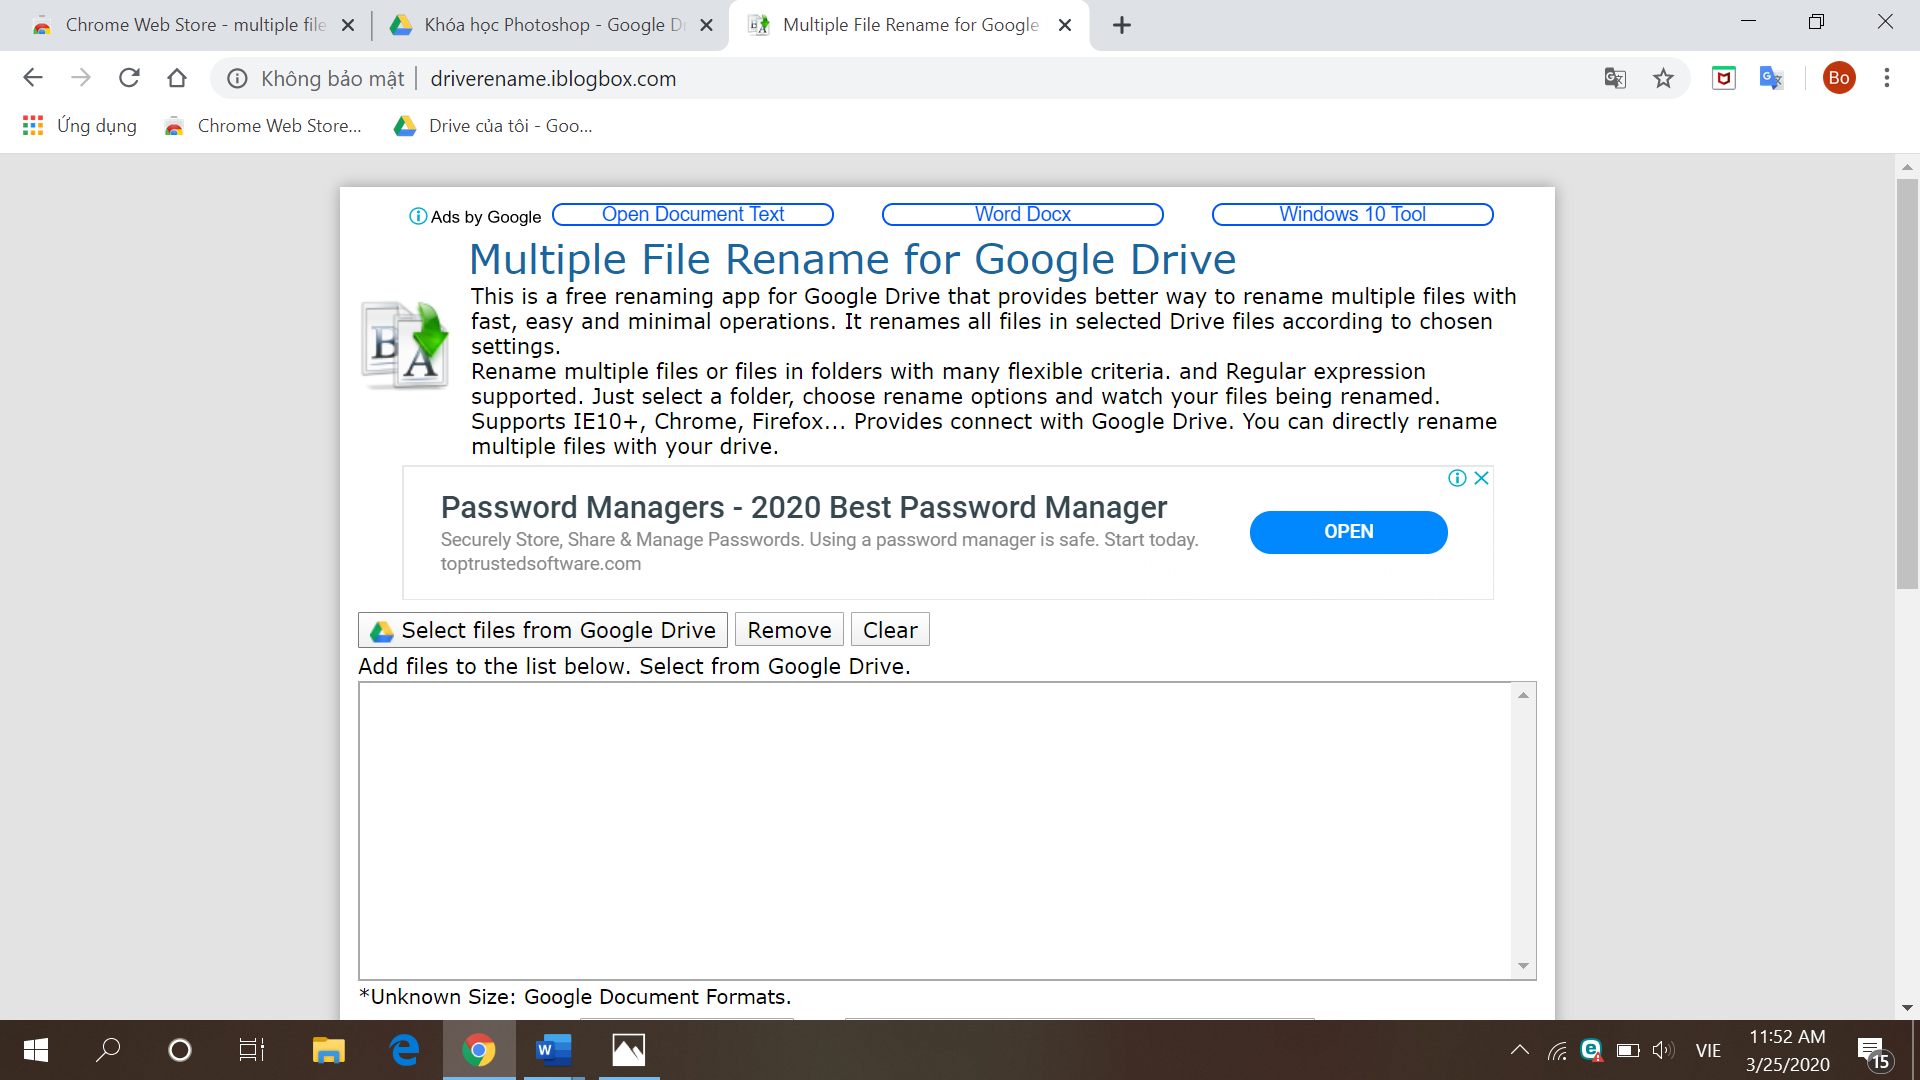 Chrome Web Store - multiple file
Khóa học Photoshop - Google Dr
Multiple File Rename for Google
Không bảo mật
driverename.iblogbox.com
Bo
Ứng dụng
Chrome Web Store...
Drive của tôi - Goo...
Ads by Google
Open Document Text
Word Docx
Windows 10 Tool
Multiple File Rename for Google Drive
B
A
This is a free renaming app for Google Drive that provides better way to rename multiple files with
fast, easy and minimal operations. It renames all files in selected Drive files according to chosen
settings.
Rename multiple files or files in folders with many flexible criteria. and Regular expression
supported. Just select a folder, choose rename options and watch your files being renamed.
Supports IE10+, Chrome, Firefox... Provides connect with Google Drive. You can directly rename
multiple files with your drive.
Password Managers - 2020 Best Password Manager
Securely Store, Share & Manage Passwords. Using a password manager is safe. Start today.
toptrustedsoftware.com
OPEN
Select files from Google Drive
Remove
Clear
Add files to the list below. Select from Google Drive.
*Unknown Size: Google Document Formats.
VIE
11:52 AM
3/25/2020
15